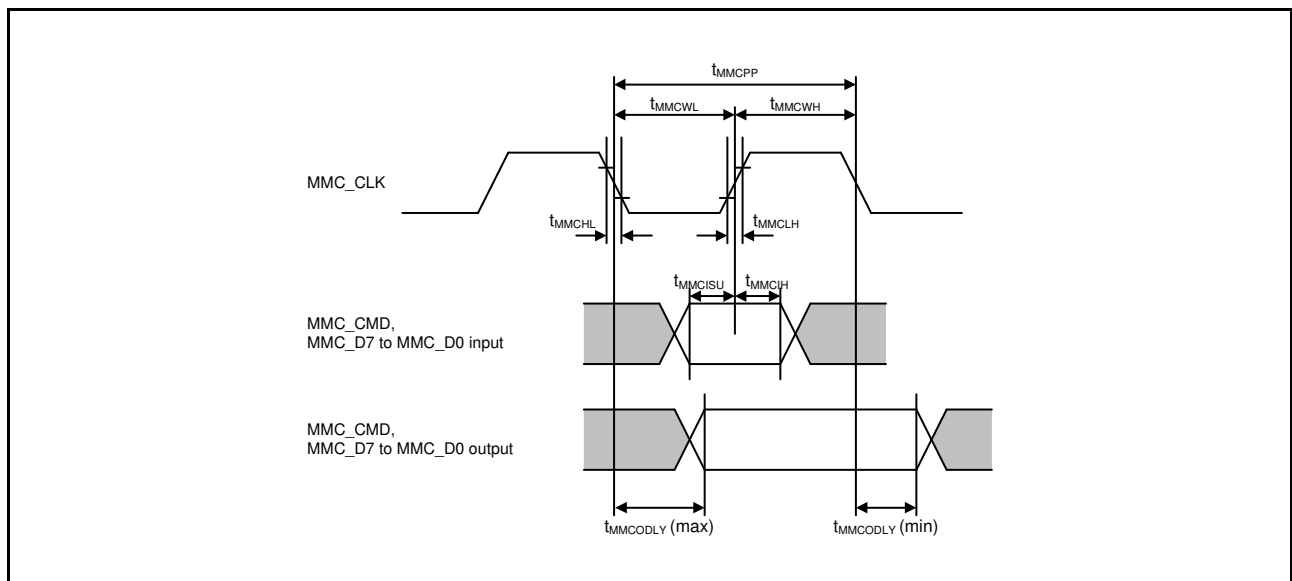 tMMCPP
tMMCWL
tMMCWH
MMC_CLK
tMMCHL
tMMCLH
tMMCISU
tMMCIH
MMC_CMD,
MMC_D7 to MMC_D0 input
MMC_CMD,
MMC_D7 to MMC_D0 output
tMMCODLY (max)
tMMCODLY (min)